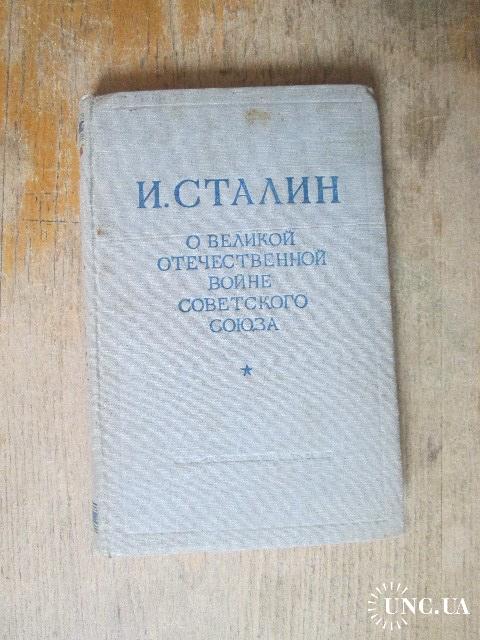 И. СТАЛИН
О ВЕЛИКОЙ
ОТЕЧЕСТВЕННОЙ
ВОЙНЕ
СОВЕТСКОГО
СОЮЗА
UNC.UA